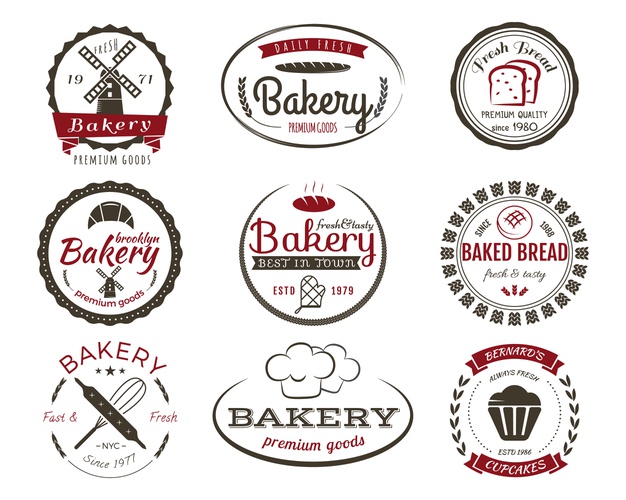 FRESH
19 71
Bakery
PREMIUM GOODS
DAILY FRESH
Bakery
PREMIUM GOODS
Fresh Bread
PREMIUM QUALITY
since 1980
brooklyn
Bakery
premium goods
fresh&tasty
Bakery
BEST IN TOWN
ESTD 1979
SINCE 1980
BAKED BREAD
fresh & tasty
BAKERY
Fast & Fresh
–NYC–
Since 1977
BAKERY
premium goods
BERNARD'S
ALWAYS FRESH
ESTD 1986
CUPCAKES